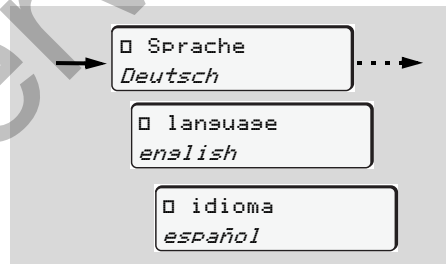 ▯ Sprache
Deutsch
▯ language
english
▯ idioma
español